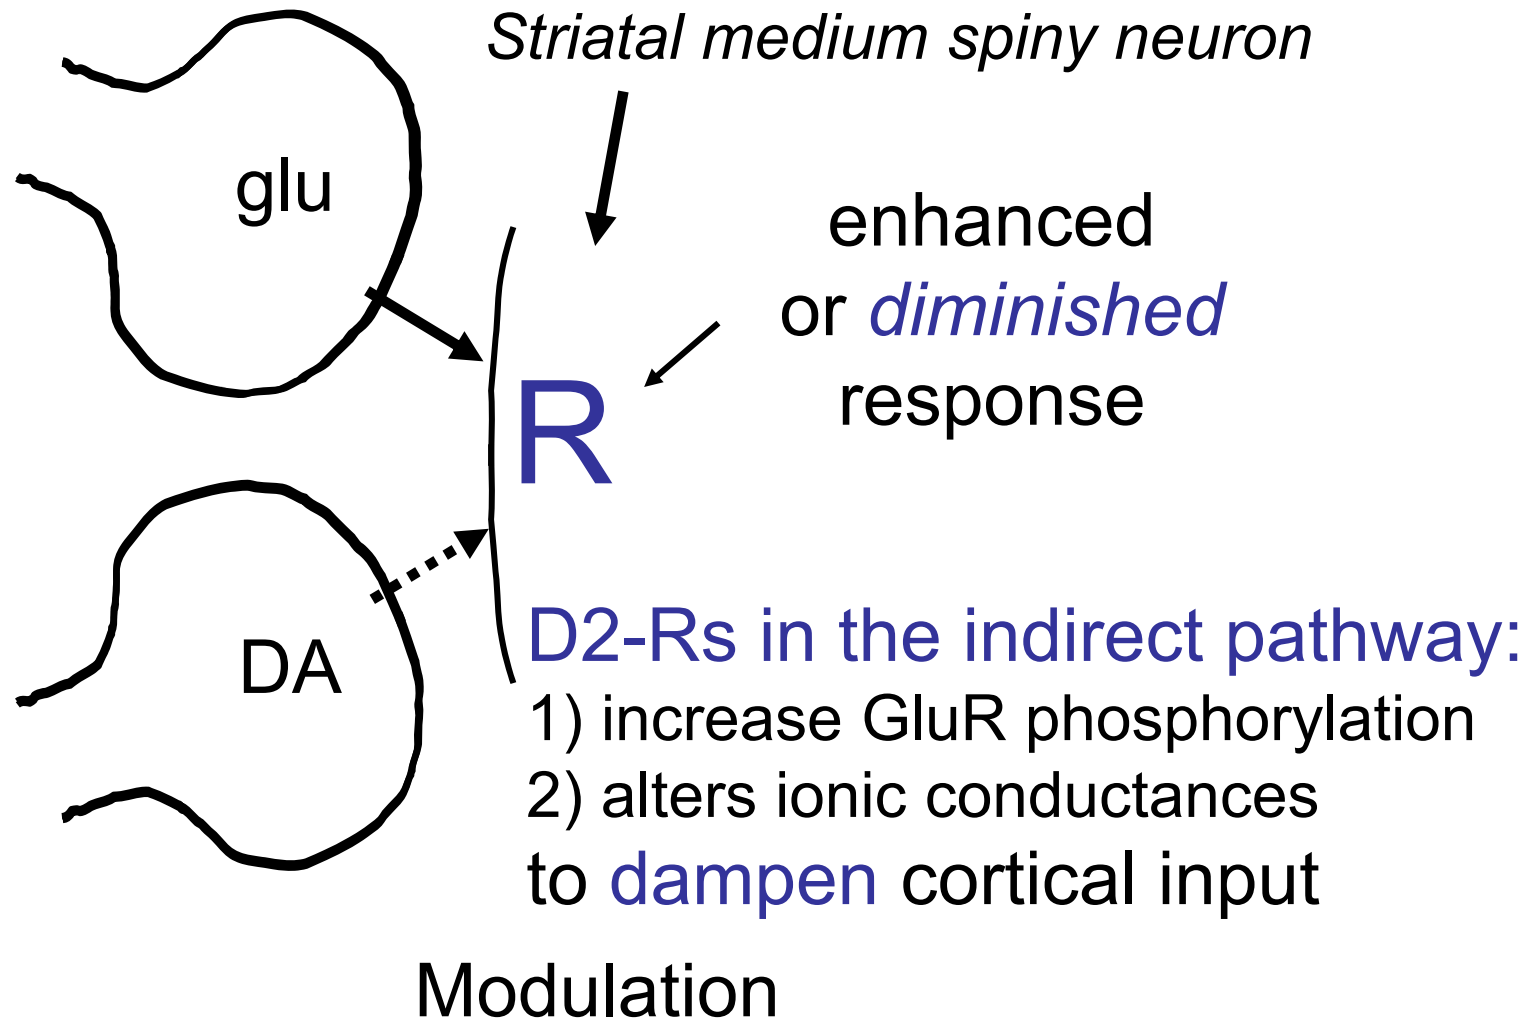 Striatal medium spiny neuron
glu
enhanced
or diminished
response
R
DA
D2-Rs in the indirect pathway:
1) increase GluR phosphorylation
2) alters ionic conductances
to dampen cortical input
Modulation